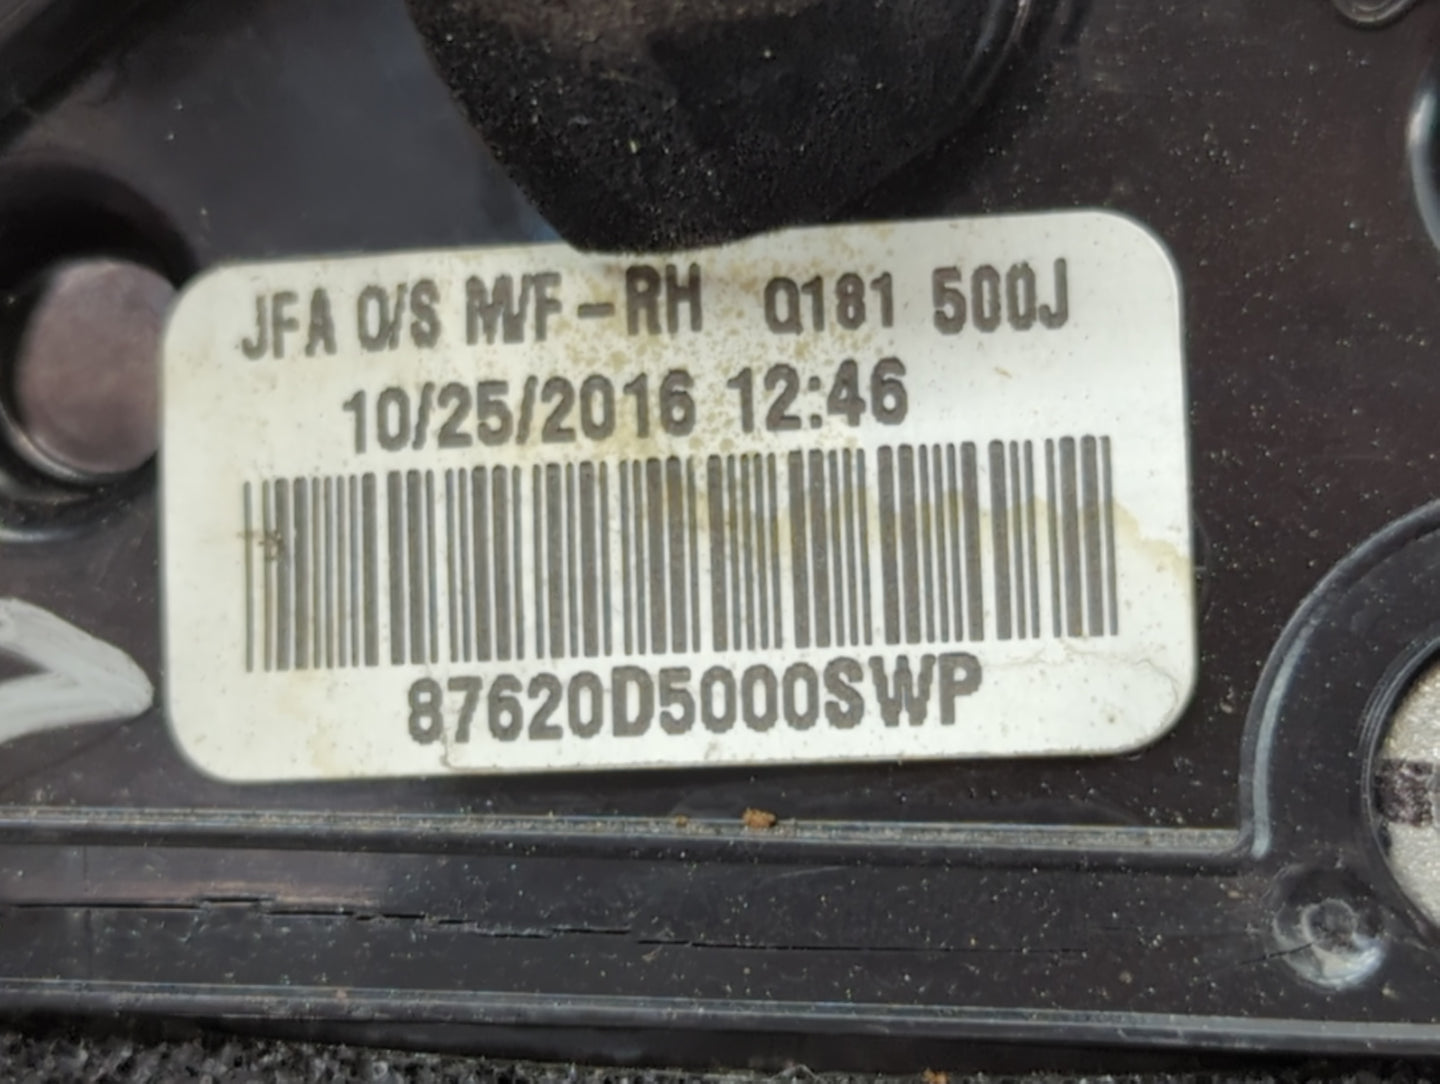 JFA O/S M/F-RH Q181 500J
10/25/2016 12:46
87620D5000SWP